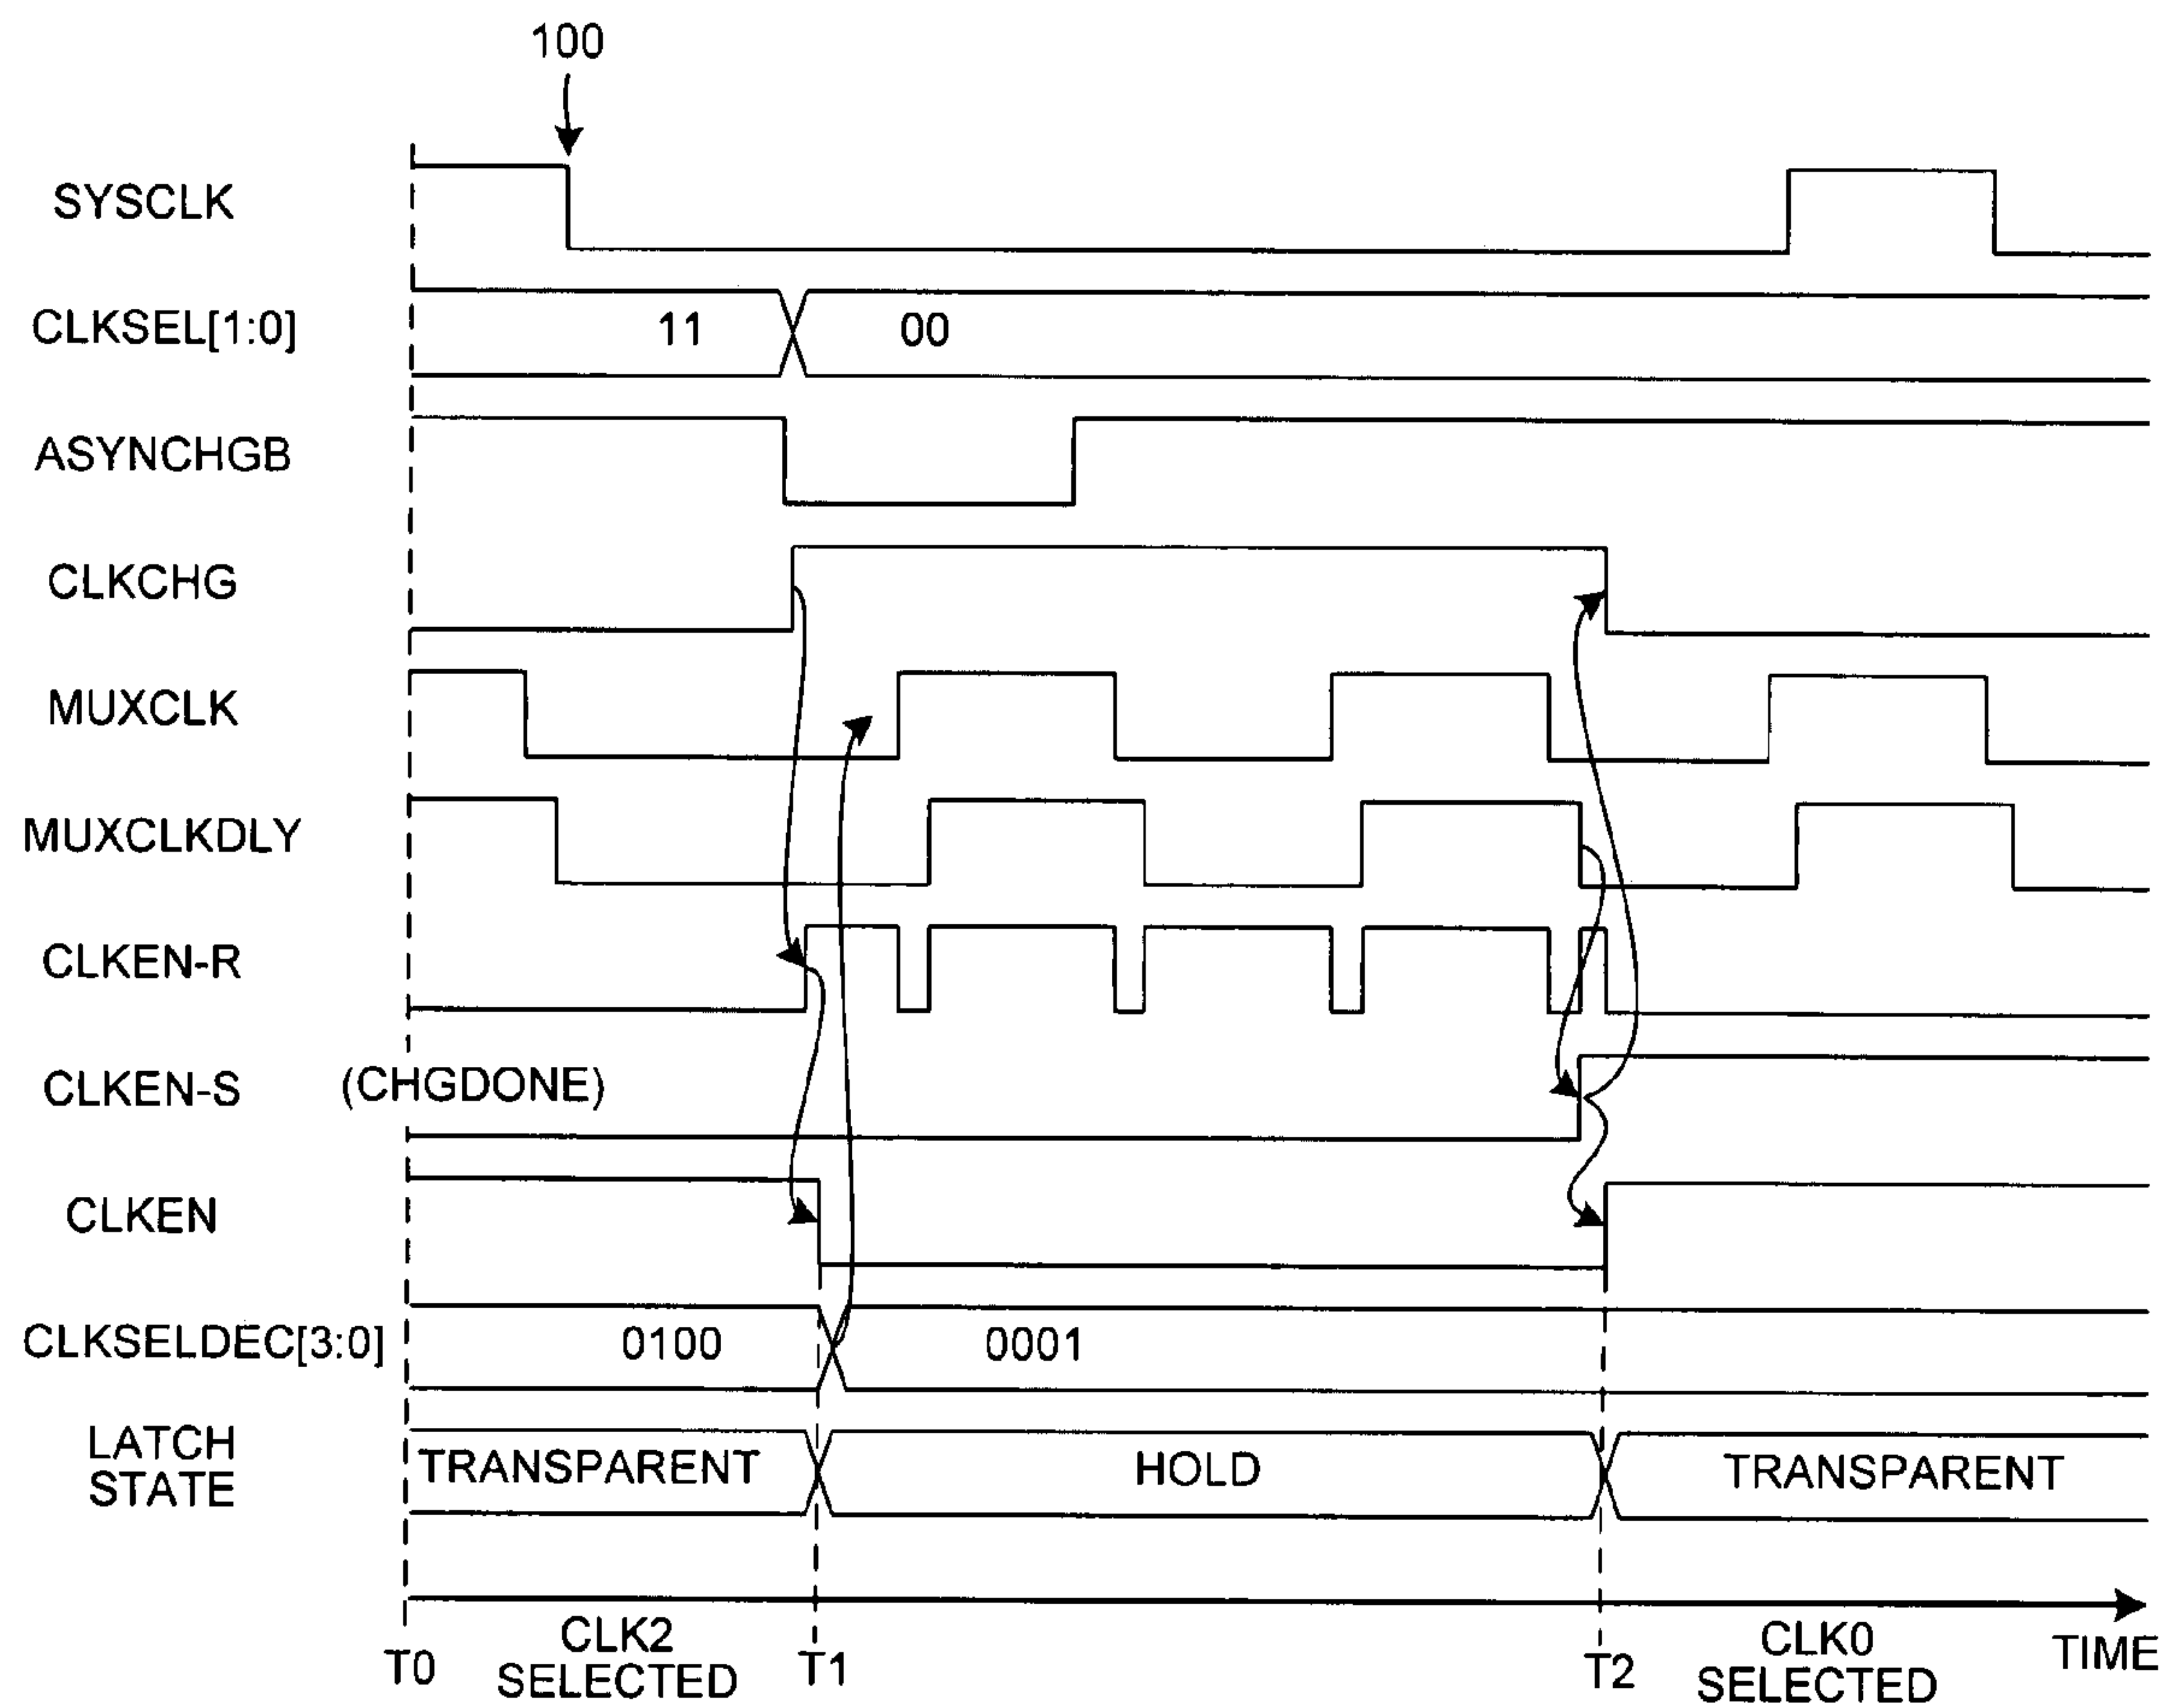 100
SYSCLK
CLKSEL[1:0]
11
00
ASYNCHGB
CLKCHG
MUXCLK
MUXCLKDLY
CLKEN-R
CLKEN-S
(CHGDONE)
CLKEN
CLKSELDEC[3:0]
0100
0001
LATCH
STATE
TRANSPARENT
HOLD
TRANSPARENT
T0
CLK2
SELECTED
T1
T2
CLK0
SELECTED
TIME